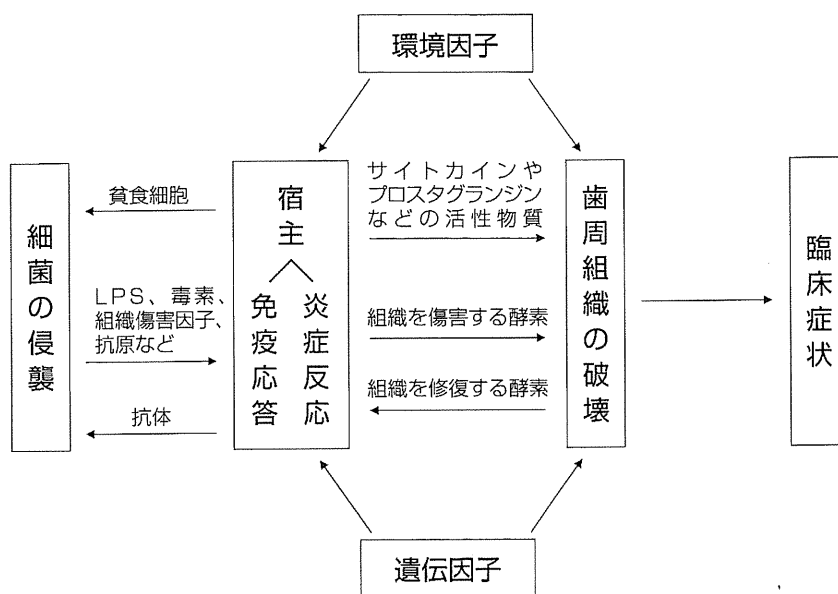 環境因子
細菌の侵襲
貧食細胞
LPS、毒素、
組織傷害因子、
抗原など
抗体
宿主
免疫応答
炎症反応
サイトカインや
プロスタグランジン
などの活性物質
組織を傷害する酵素
組織を修復する酵素
歯周組織の破壊
臨床症状
遺伝因子